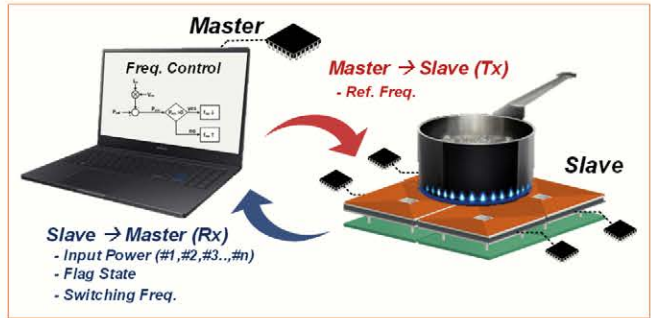 Master
Freq. Control
Master → Slave (Tx)
- Ref. Freq.
Slave
Slave → Master (Rx)
- Input Power (#1,#2,#3..,#n)
- Flag State
- Switching Freq.